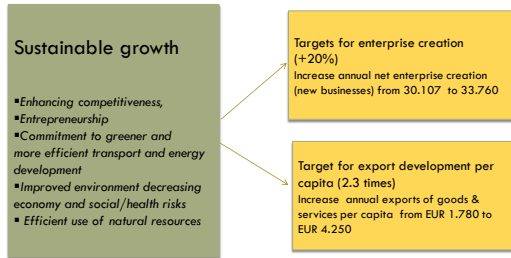 Sustainable growth
▪Enhancing competitiveness,
▪Entrepreneurship
▪Commitment to greener and
more efficient transport and energy
development
▪Improved environment decreasing
economy and social/health risks
▪ Efficient use of natural resources
Targets for enterprise creation
(+20%)
Increase annual net enterprise creation
(new businesses) from 30.107 to 33.760
Target for export development per
capita (2.3 times)
Increase annual exports of goods &
services per capita from EUR 1.780 to
EUR 4.250